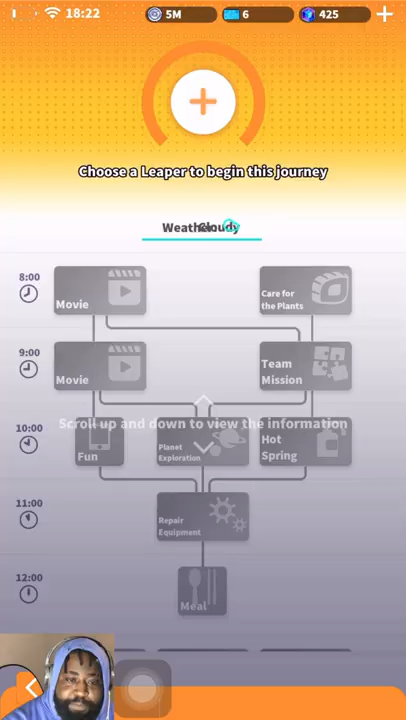 18:22
5M
6
425
Choose a Leaper to begin this journey
Weather
Cloudy
8:00
Movie
Care for
the Plants
9:00
Movie
Team
Mission
Scroll up and down to view the information
10:00
Fun
Planet
Exploration
Hot
Spring
11:00
Repair
Equipment
12:00
Meal